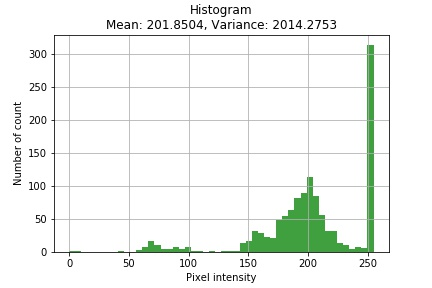 Histogram
Mean: 201.8504, Variance: 2014.2753
Number of count
300
250
200
150
100
50
0
0 50 100 150 200 250
Pixel intensity